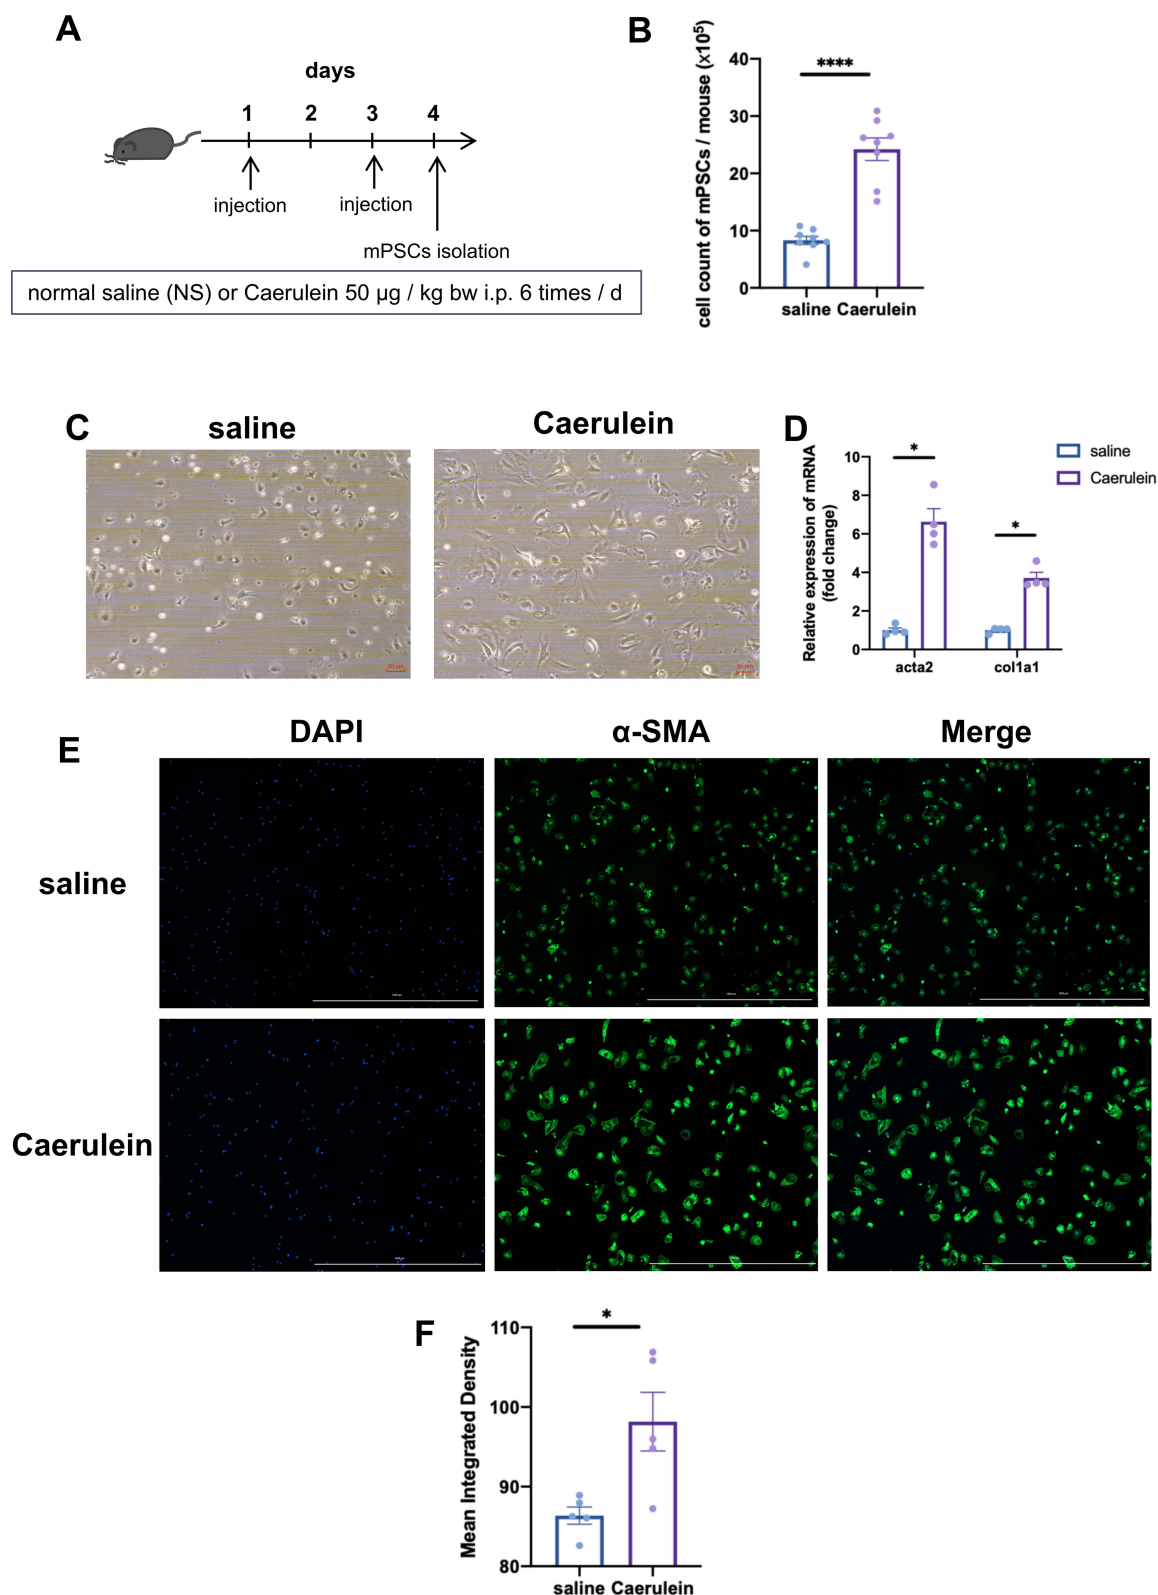 A
days
1 2 3 4
injection
injection
mPSCs isolation
normal saline (NS) or Caerulein 50 μg / kg bw i.p. 6 times / d
B
cell count of mPSCs / mouse (x10⁵)
40
30
20
10
0
****
saline Caerulein
C
saline
Caerulein
20 um
D
Relative expression of mRNA
(fold change)
10
8
6
4
2
0
*
*
acta2
col1a1
saline
Caerulein
E
DAPI
α-SMA
Merge
saline
Caerulein
F
Mean Integrated Density
110
100
90
80
*
saline Caerulein